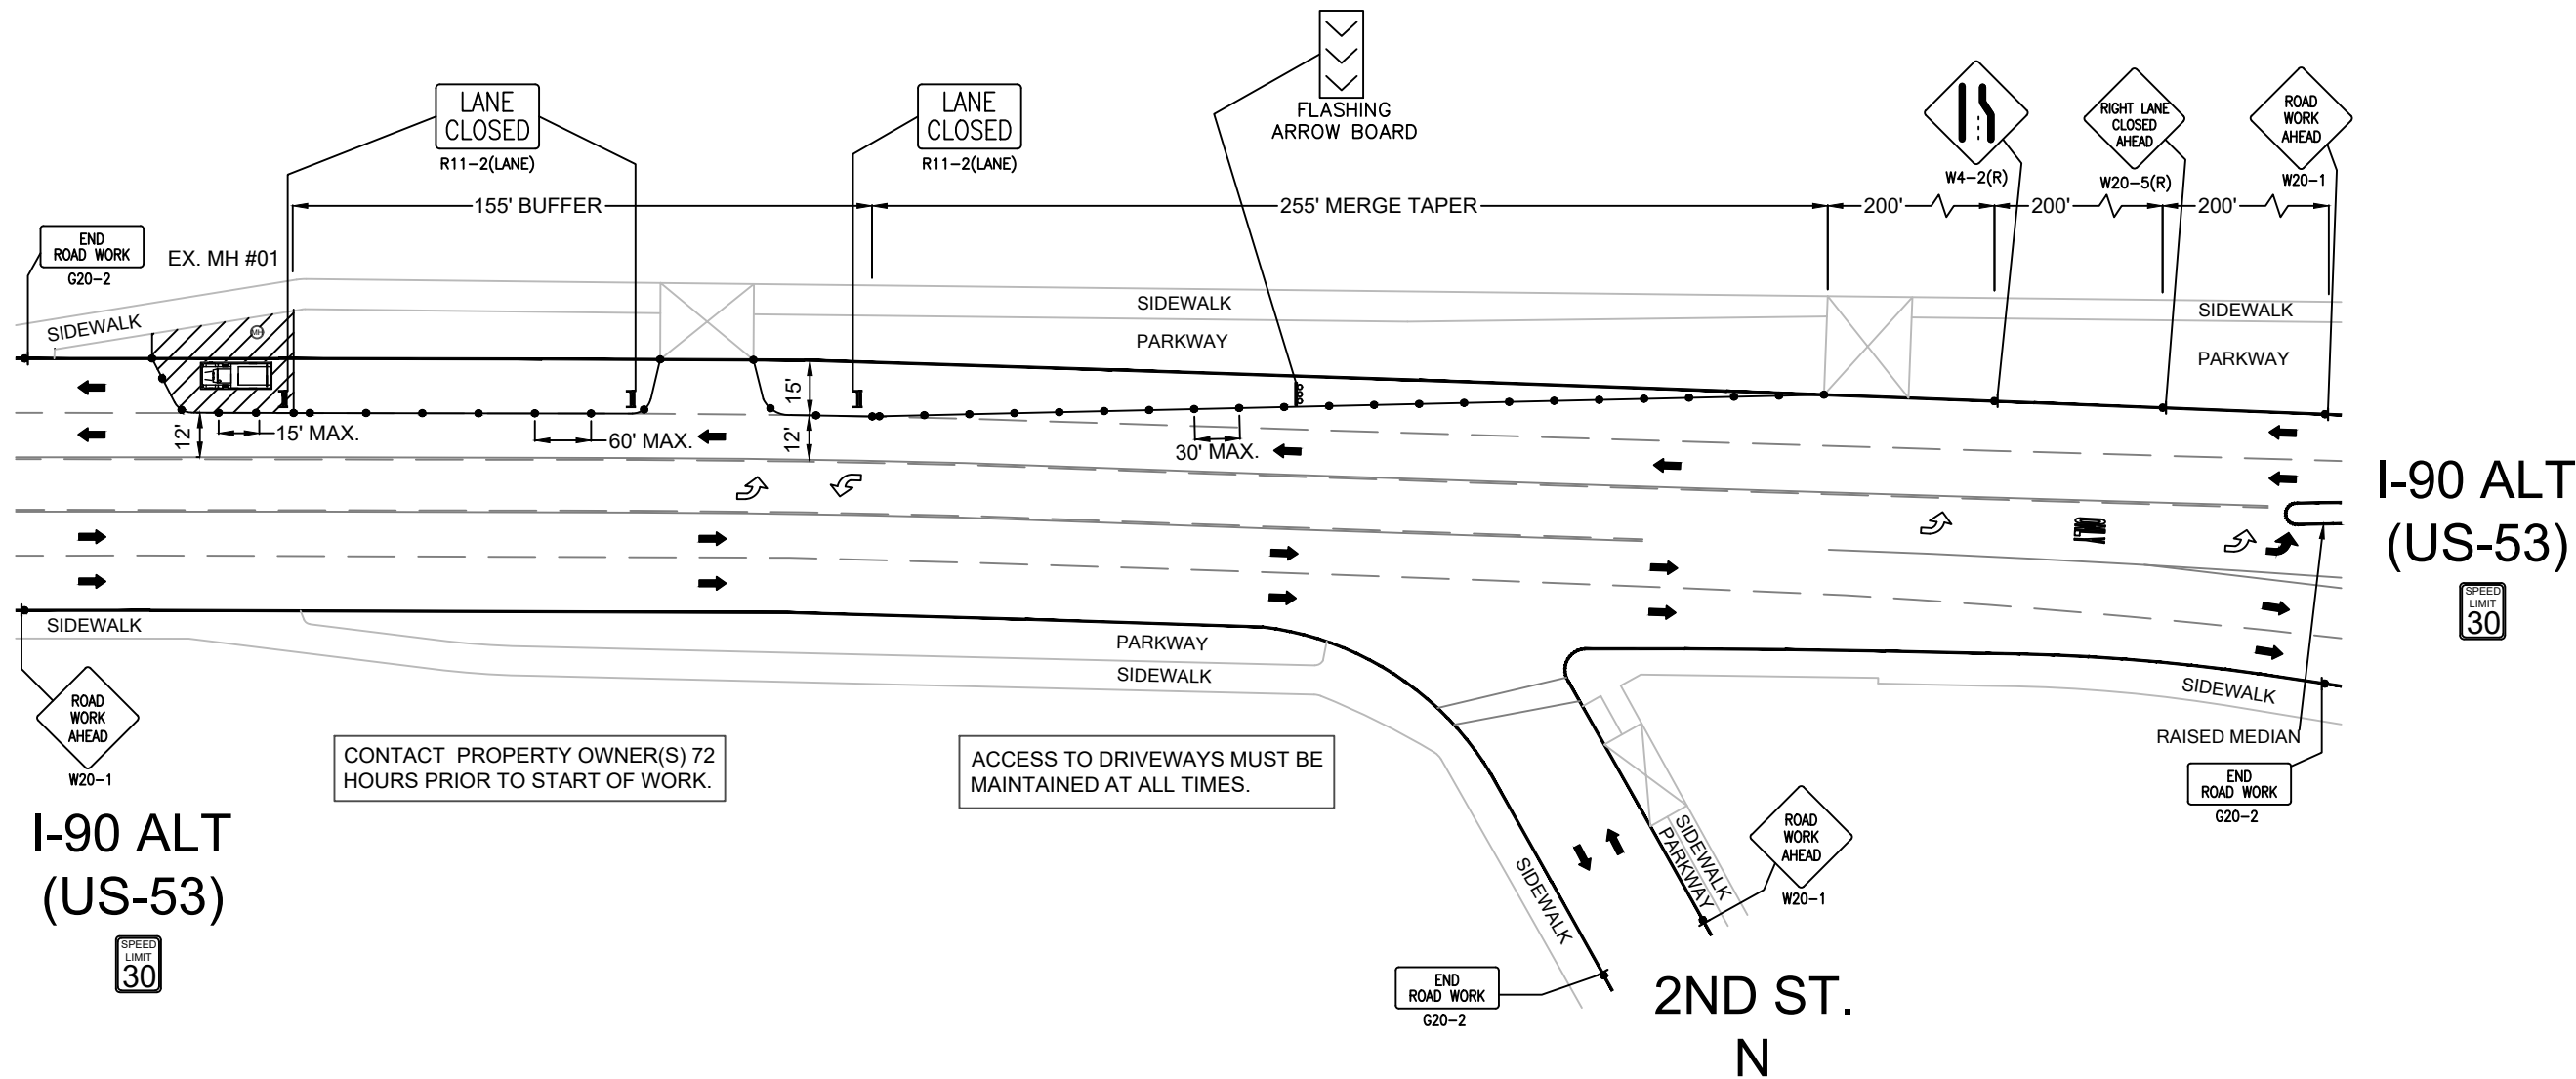 LANE
CLOSED
R11-2(LANE)
LANE
CLOSED
R11-2(LANE)
FLASHING
ARROW BOARD
W4-2(R)
RIGHT LANE
CLOSED
AHEAD
W20-5(R)
ROAD
WORK
AHEAD
W20-1
155' BUFFER
255' MERGE TAPER
200'
200'
200'
END
ROAD WORK
G20-2
EX. MH #01
SIDEWALK
MH
SIDEWALK
PARKWAY
SIDEWALK
PARKWAY
15'
12'
12'
15' MAX.
60' MAX.
30' MAX.
I-90 ALT
(US-53)
SPEED
LIMIT
30
SIDEWALK
PARKWAY
SIDEWALK
SIDEWALK
RAISED MEDIAN
END
ROAD WORK
G20-2
ROAD
WORK
AHEAD
W20-1
CONTACT PROPERTY OWNER(S) 72
HOURS PRIOR TO START OF WORK.
ACCESS TO DRIVEWAYS MUST BE
MAINTAINED AT ALL TIMES.
I-90 ALT
(US-53)
SPEED
LIMIT
30
SIDEWALK
SIDEWALK
PARKWAY
ROAD
WORK
AHEAD
W20-1
END
ROAD WORK
G20-2
2ND ST.
N